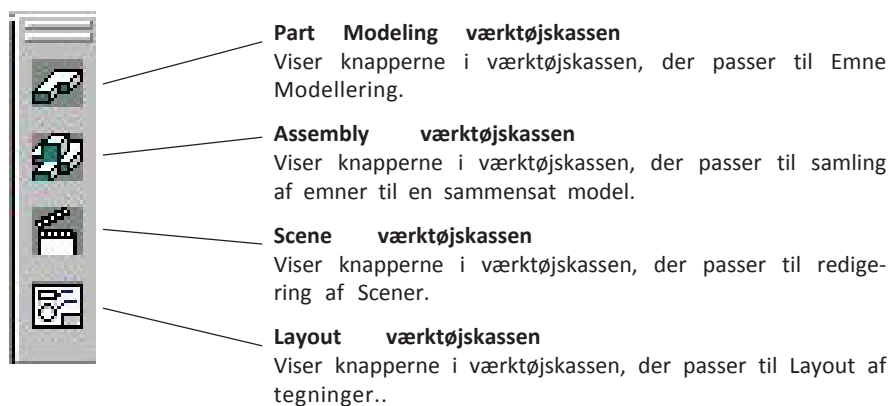 Part Modeling værktøjskassen
Viser knapperne i værktøjskassen, der passer til Emne
Modellering.
Assembly værktøjskassen
Viser knapperne i værktøjskassen, der passer til samling
af emner til en sammensat model.
Scene værktøjskassen
Viser knapperne i værktøjskassen, der passer til redige-
ring af Scener.
Layout værktøjskassen
Viser knapperne i værktøjskassen, der passer til Layout af
tegninger..